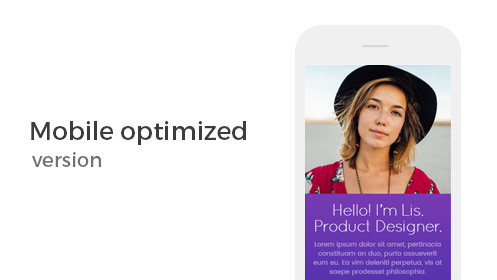 Mobile optimized
version
Hello! I'm Lis.
Product Designer.
Lorem ipsum dolor sit amet, pertinacia
constituam an duo, purto assueverit
eum eu. Ea vim deleniti perpetua, vis at
saepe prodesset philosophia